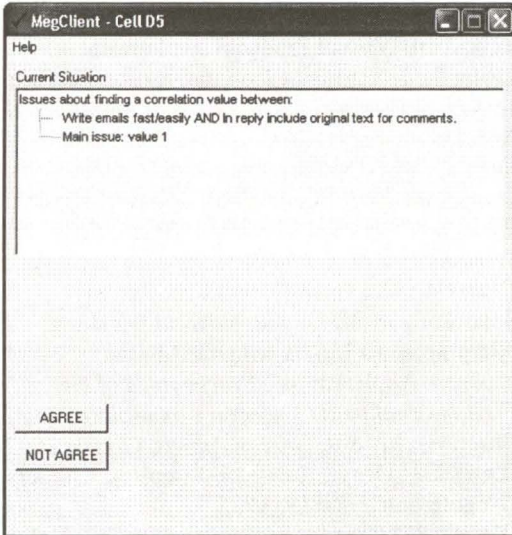 MegClient - Cell D5
Help
Current Situation
Issues about finding a correlation value between:
Write emails fast/easily AND In reply include original text for comments.
Main issue: value 1
AGREE
NOT AGREE